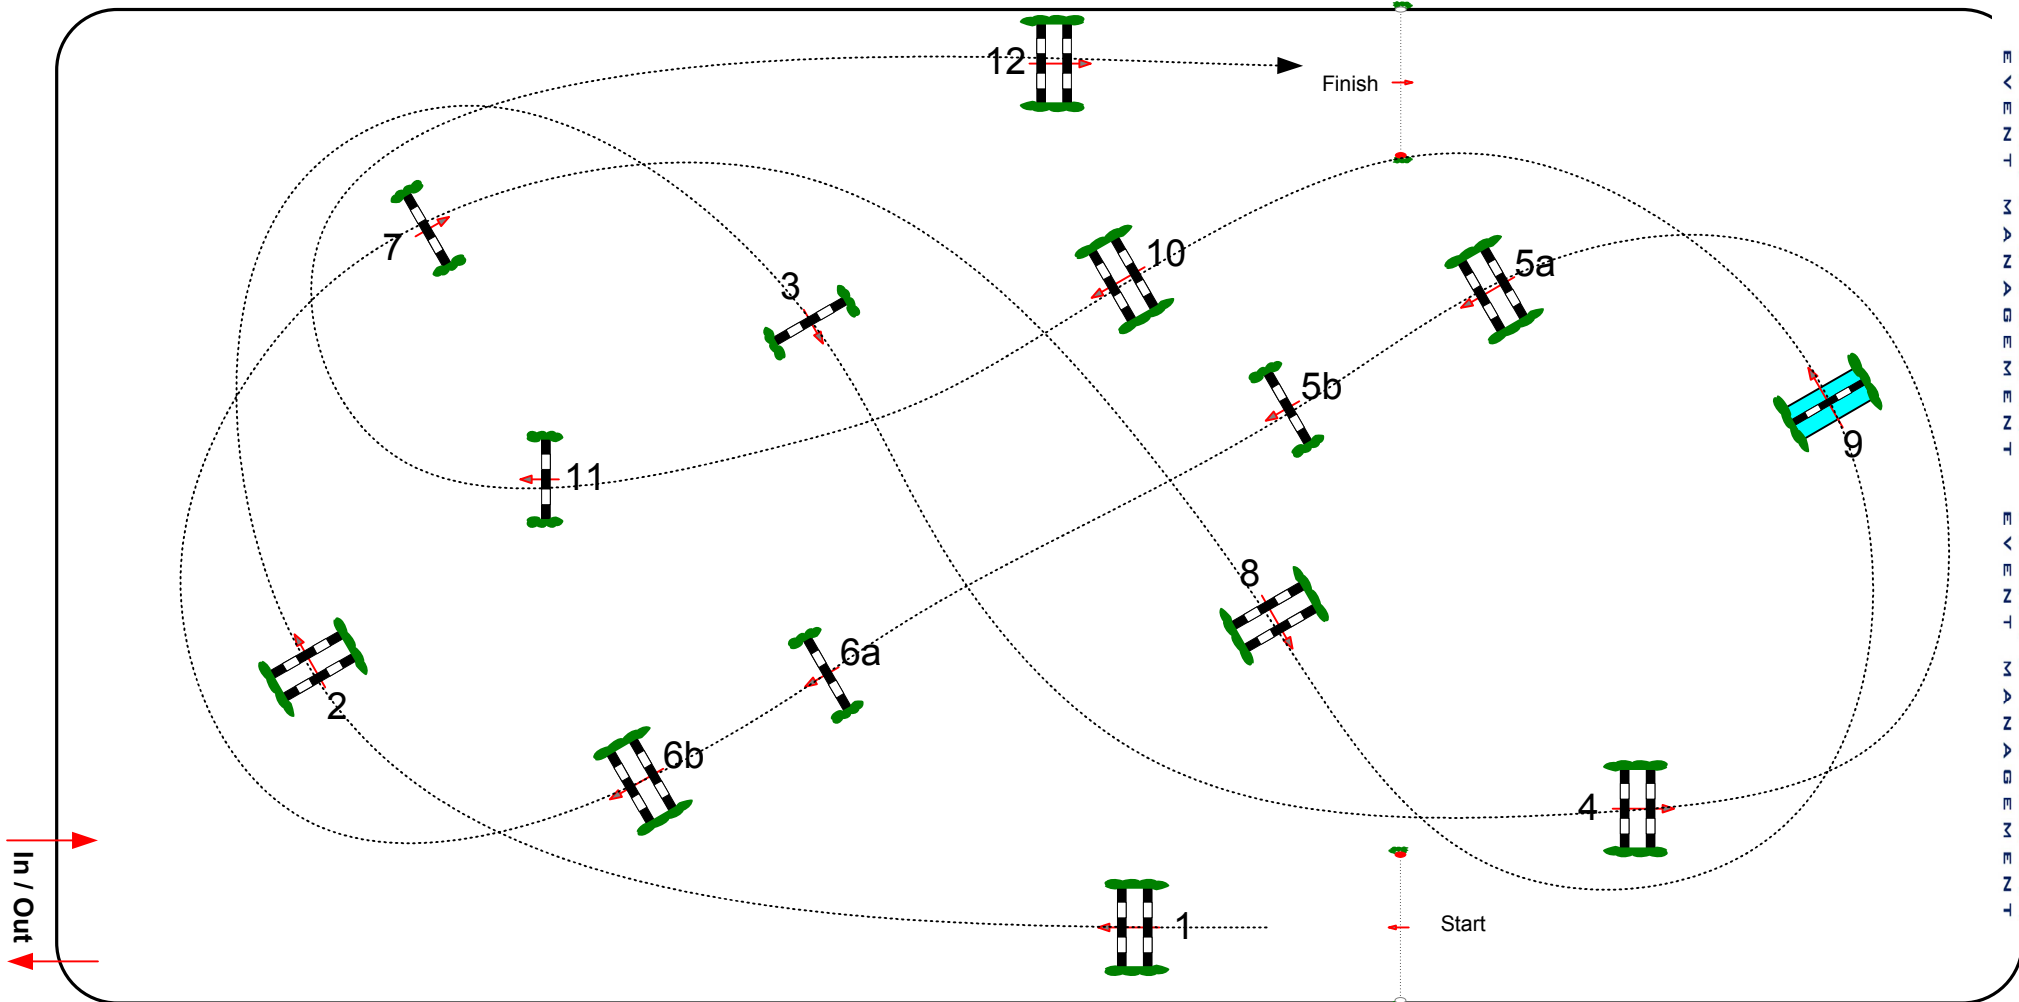 12
Finish
7
3
10
5a
5b
9
11
8
6a
2
6b
4
1
Start
In / Out
EVENT MANAGEMENT
EVENT MANAGEMENT